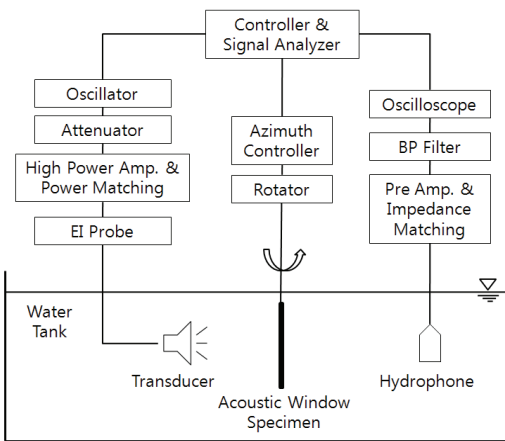 Controller &
Signal Analyzer
Oscillator
Attenuator
High Power Amp. &
Power Matching
EI Probe
Azimuth
Controller
Rotator
Oscilloscope
BP Filter
Pre Amp. &
Impedance
Matching
Water
Tank
Transducer
Acoustic Window
Specimen
Hydrophone